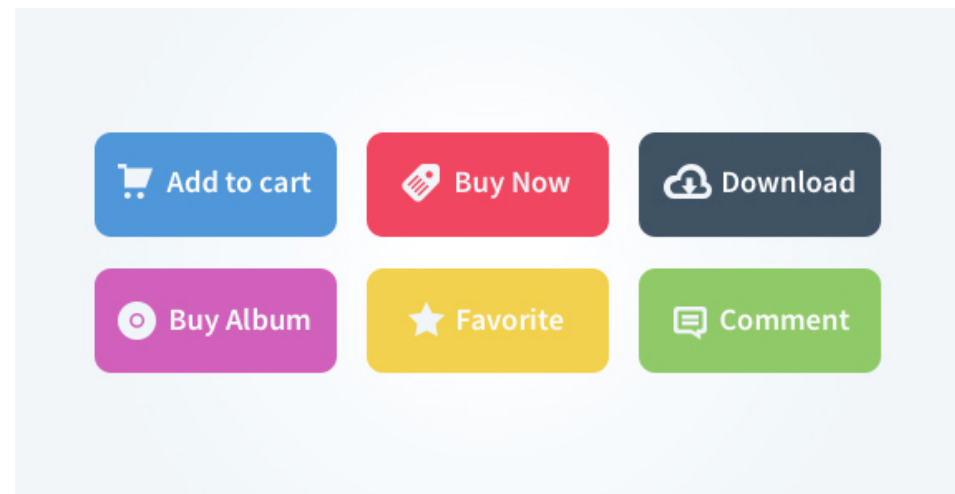 Add to cart
Buy Now
Download
Buy Album
Favorite
Comment